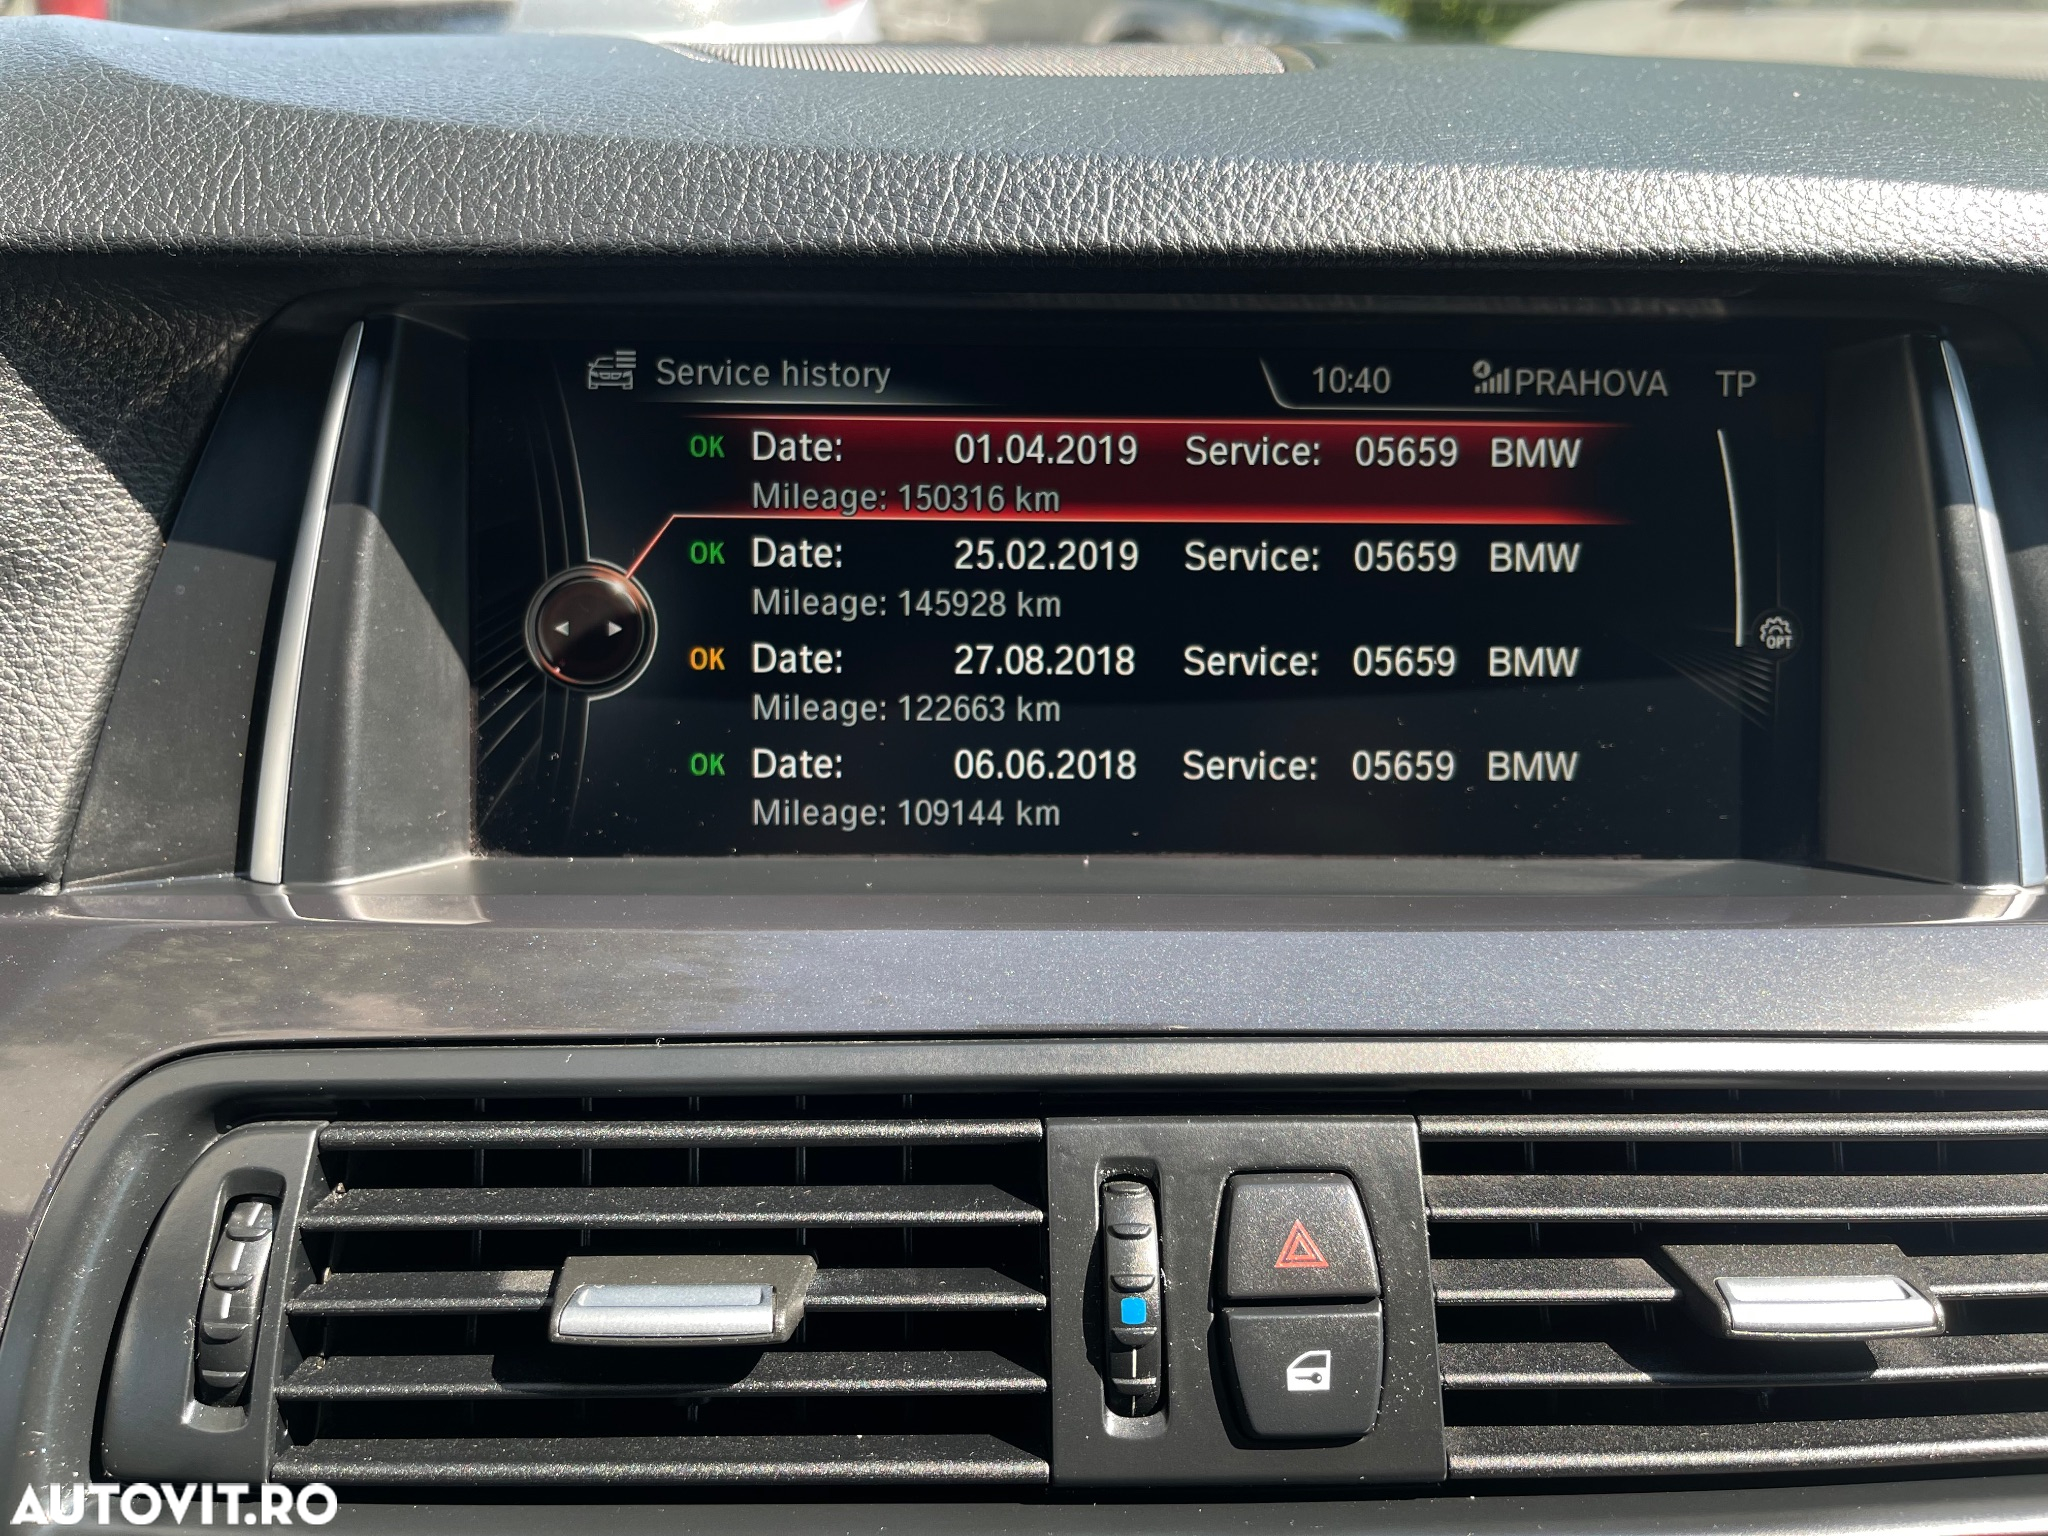 Service history
10:40
PRAHOVA
TP
OK Date: 01.04.2019 Service: 05659 BMW
Mileage: 150316 km
OK Date: 25.02.2019 Service: 05659 BMW
Mileage: 145928 km
OK Date: 27.08.2018 Service: 05659 BMW
Mileage: 122663 km
OK Date: 06.06.2018 Service: 05659 BMW
Mileage: 109144 km
OPT
AUTOVIT.RO